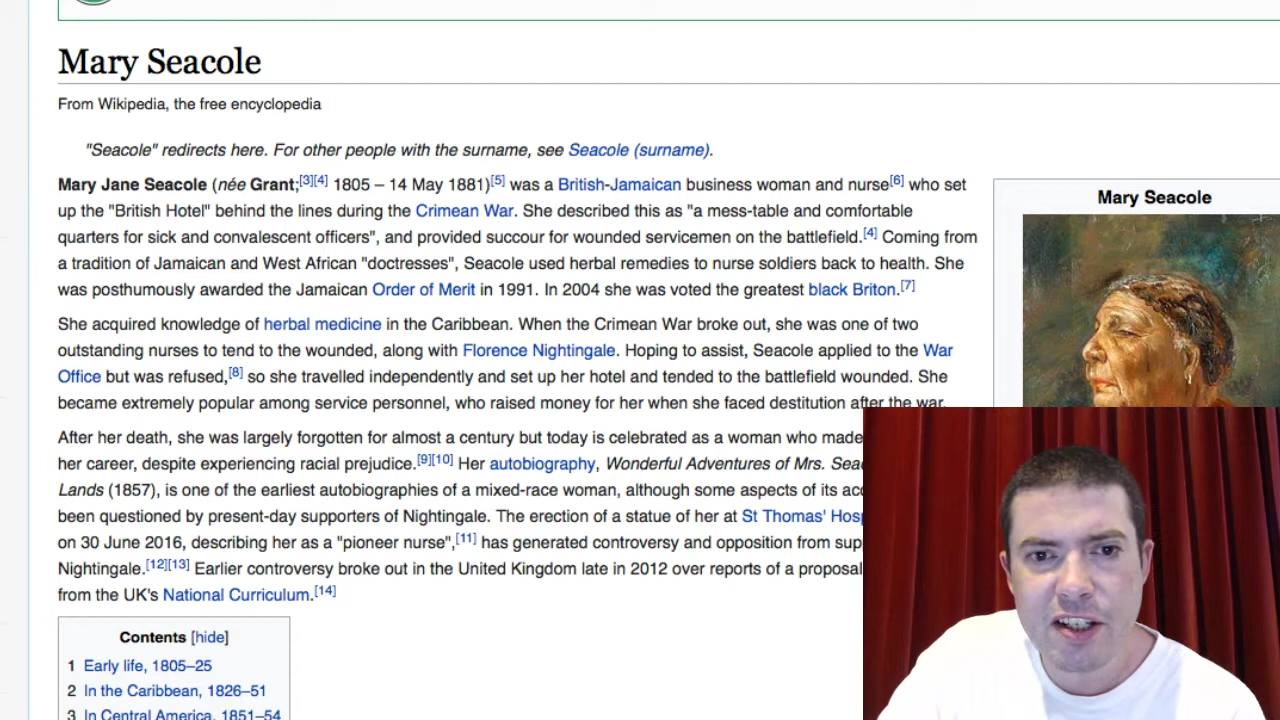 Mary Seacole
From Wikipedia, the free encyclopedia
"Seacole" redirects here. For other people with the surname, see Seacole (surname).
Mary Jane Seacole (née Grant;[3][4] 1805 – 14 May 1881)[5] was a British-Jamaican business woman and nurse[6] who set
up the "British Hotel" behind the lines during the Crimean War. She described this as "a mess-table and comfortable
quarters for sick and convalescent officers", and provided succour for wounded servicemen on the battlefield.[4] Coming from
a tradition of Jamaican and West African "doctresses", Seacole used herbal remedies to nurse soldiers back to health. She
was posthumously awarded the Jamaican Order of Merit in 1991. In 2004 she was voted the greatest black Briton.[7]
She acquired knowledge of herbal medicine in the Caribbean. When the Crimean War broke out, she was one of two
outstanding nurses to tend to the wounded, along with Florence Nightingale. Hoping to assist, Seacole applied to the War
Office but was refused,[8] so she travelled independently and set up her hotel and tended to the battlefield wounded. She
became extremely popular among service personnel, who raised money for her when she faced destitution after the war.
After her death, she was largely forgotten for almost a century but today is celebrated as a woman who made
her career, despite experiencing racial prejudice.[9][10] Her autobiography, Wonderful Adventures of Mrs.
Lands (1857), is one of the earliest autobiographies of a mixed-race woman, although some aspects of its
been questioned by present-day supporters of Nightingale. The erection of a statue of her at St Thomas'
on 30 June 2016, describing her as a "pioneer nurse",[11] has generated controversy and opposition from
Nightingale.[12][13] Earlier controversy broke out in the United Kingdom late in 2012 over reports of a proposal
from the UK's National Curriculum.[14]
Mary Seacole
Contents [hide]
1 Early life, 1805–25
2 In the Caribbean, 1826–51
3 In Central America, 1851–54